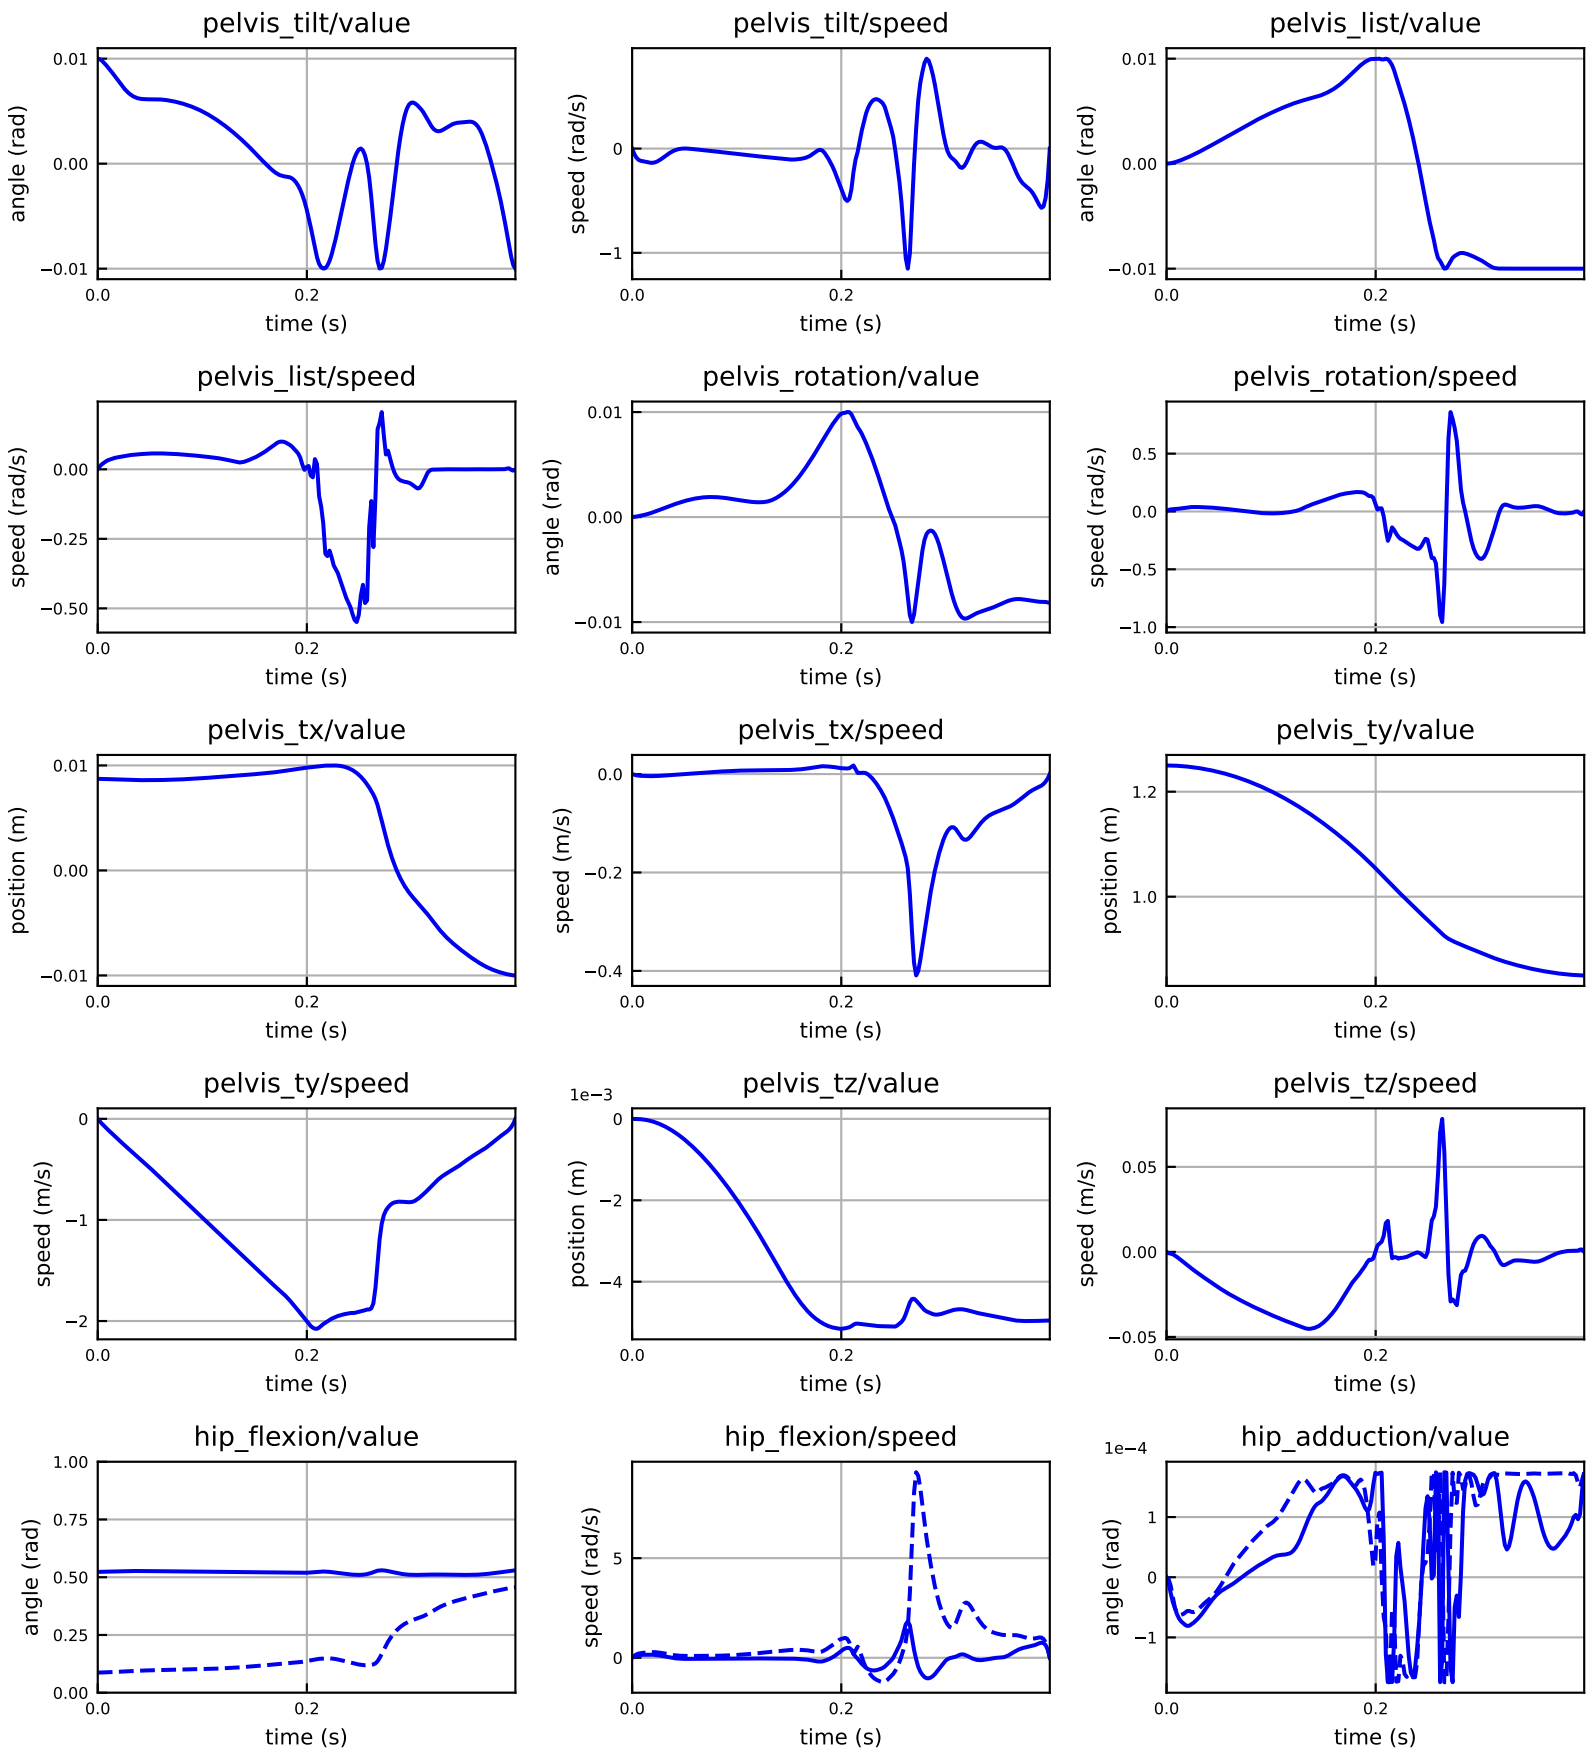 pelvis_tilt/value
angle (rad)
0.01
0.00
−0.01
0.0
0.2
time (s)
pelvis_tilt/speed
speed (rad/s)
0
−1
0.0
0.2
time (s)
pelvis_list/value
angle (rad)
0.01
0.00
−0.01
0.0
0.2
time (s)
pelvis_list/speed
speed (rad/s)
0.00
−0.25
−0.50
0.0
0.2
time (s)
pelvis_rotation/value
angle (rad)
0.01
0.00
−0.01
0.0
0.2
time (s)
pelvis_rotation/speed
speed (rad/s)
0.5
0.0
−0.5
−1.0
0.0
0.2
time (s)
pelvis_tx/value
position (m)
0.01
0.00
−0.01
0.0
0.2
time (s)
pelvis_tx/speed
speed (m/s)
0.0
−0.2
−0.4
0.0
0.2
time (s)
pelvis_ty/value
position (m)
1.2
1.0
0.0
0.2
time (s)
pelvis_ty/speed
speed (m/s)
0
−1
−2
0.0
0.2
time (s)
pelvis_tz/value
1e−3
position (m)
0
−2
−4
0.0
0.2
time (s)
pelvis_tz/speed
speed (m/s)
0.05
0.00
−0.05
0.0
0.2
time (s)
hip_flexion/value
angle (rad)
1.00
0.75
0.50
0.25
0.00
0.0
0.2
time (s)
hip_flexion/speed
speed (rad/s)
5
0
0.0
0.2
time (s)
hip_adduction/value
1e−4
angle (rad)
1
0
−1
0.0
0.2
time (s)